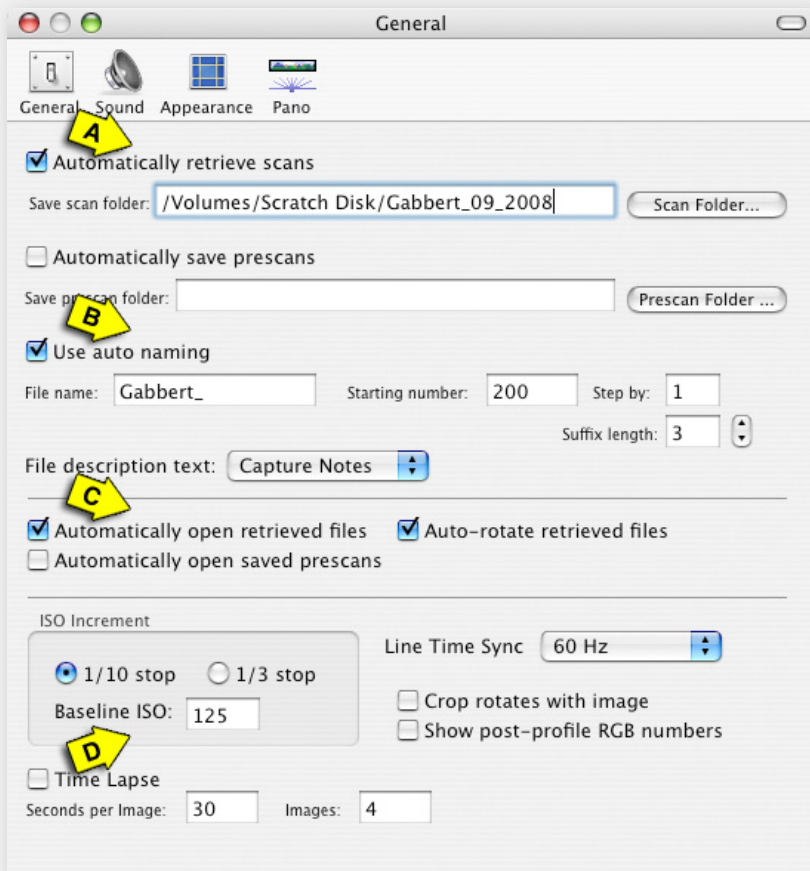 General
General Sound Appearance Pano
A
Automatically retrieve scans
Save scan folder: /Volumes/Scratch Disk/Gabbert_09_2008 Scan Folder...
Automatically save prescans
Save prescan folder: Prescan Folder ...
B
Use auto naming
File name: Gabbert_ Starting number: 200 Step by: 1
Suffix length: 3
File description text: Capture Notes
C
Automatically open retrieved files Auto-rotate retrieved files
Automatically open saved prescans
ISO Increment
Line Time Sync 60 Hz
1/10 stop 1/3 stop
Crop rotates with image
Baseline ISO: 125
Show post-profile RGB numbers
D
Time Lapse
Seconds per Image: 30 Images: 4